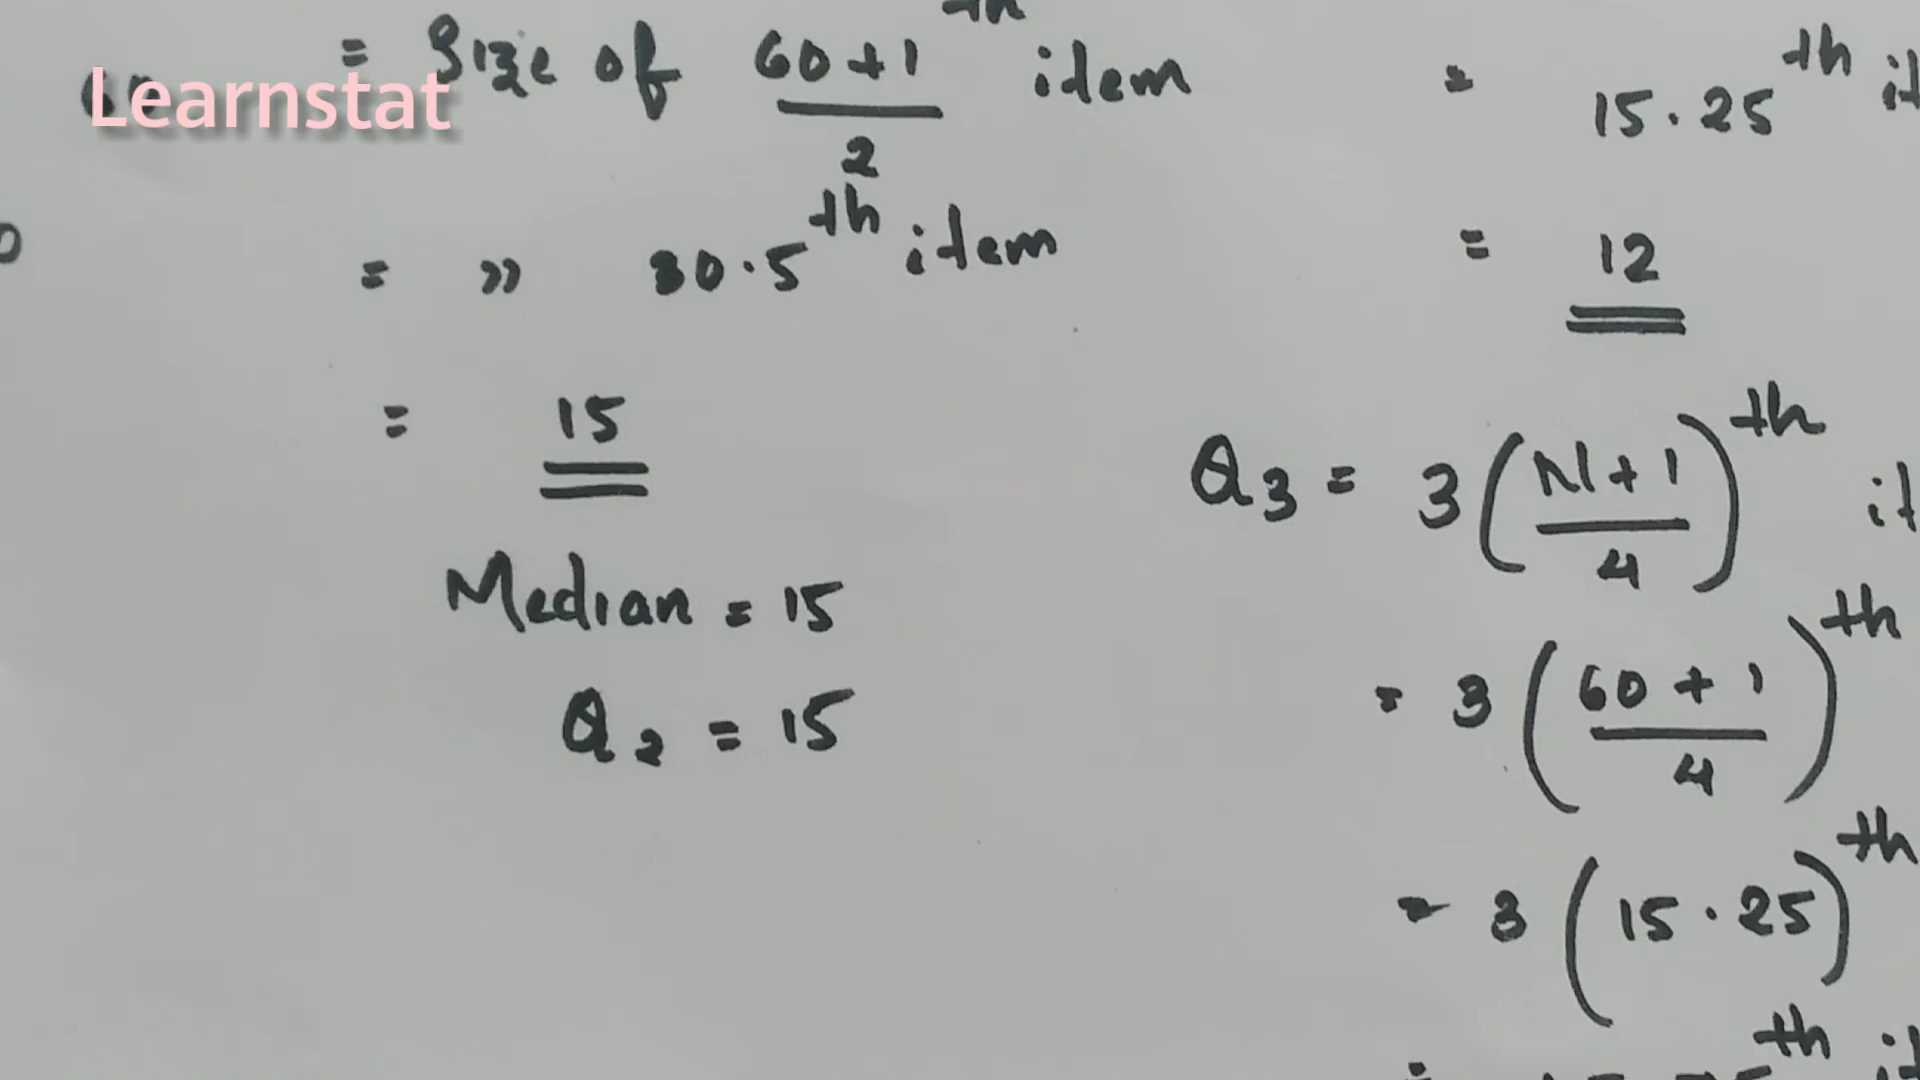 Learnstat
= Size of 60+1 th item
2
= " 30.5 th item
= 15
Median = 15
Q2 = 15
= 15.25 th
= 12
Q3 = 3 (N+1) th
4
= 3 (60+1) th
4
= 3 (15.25) th
th